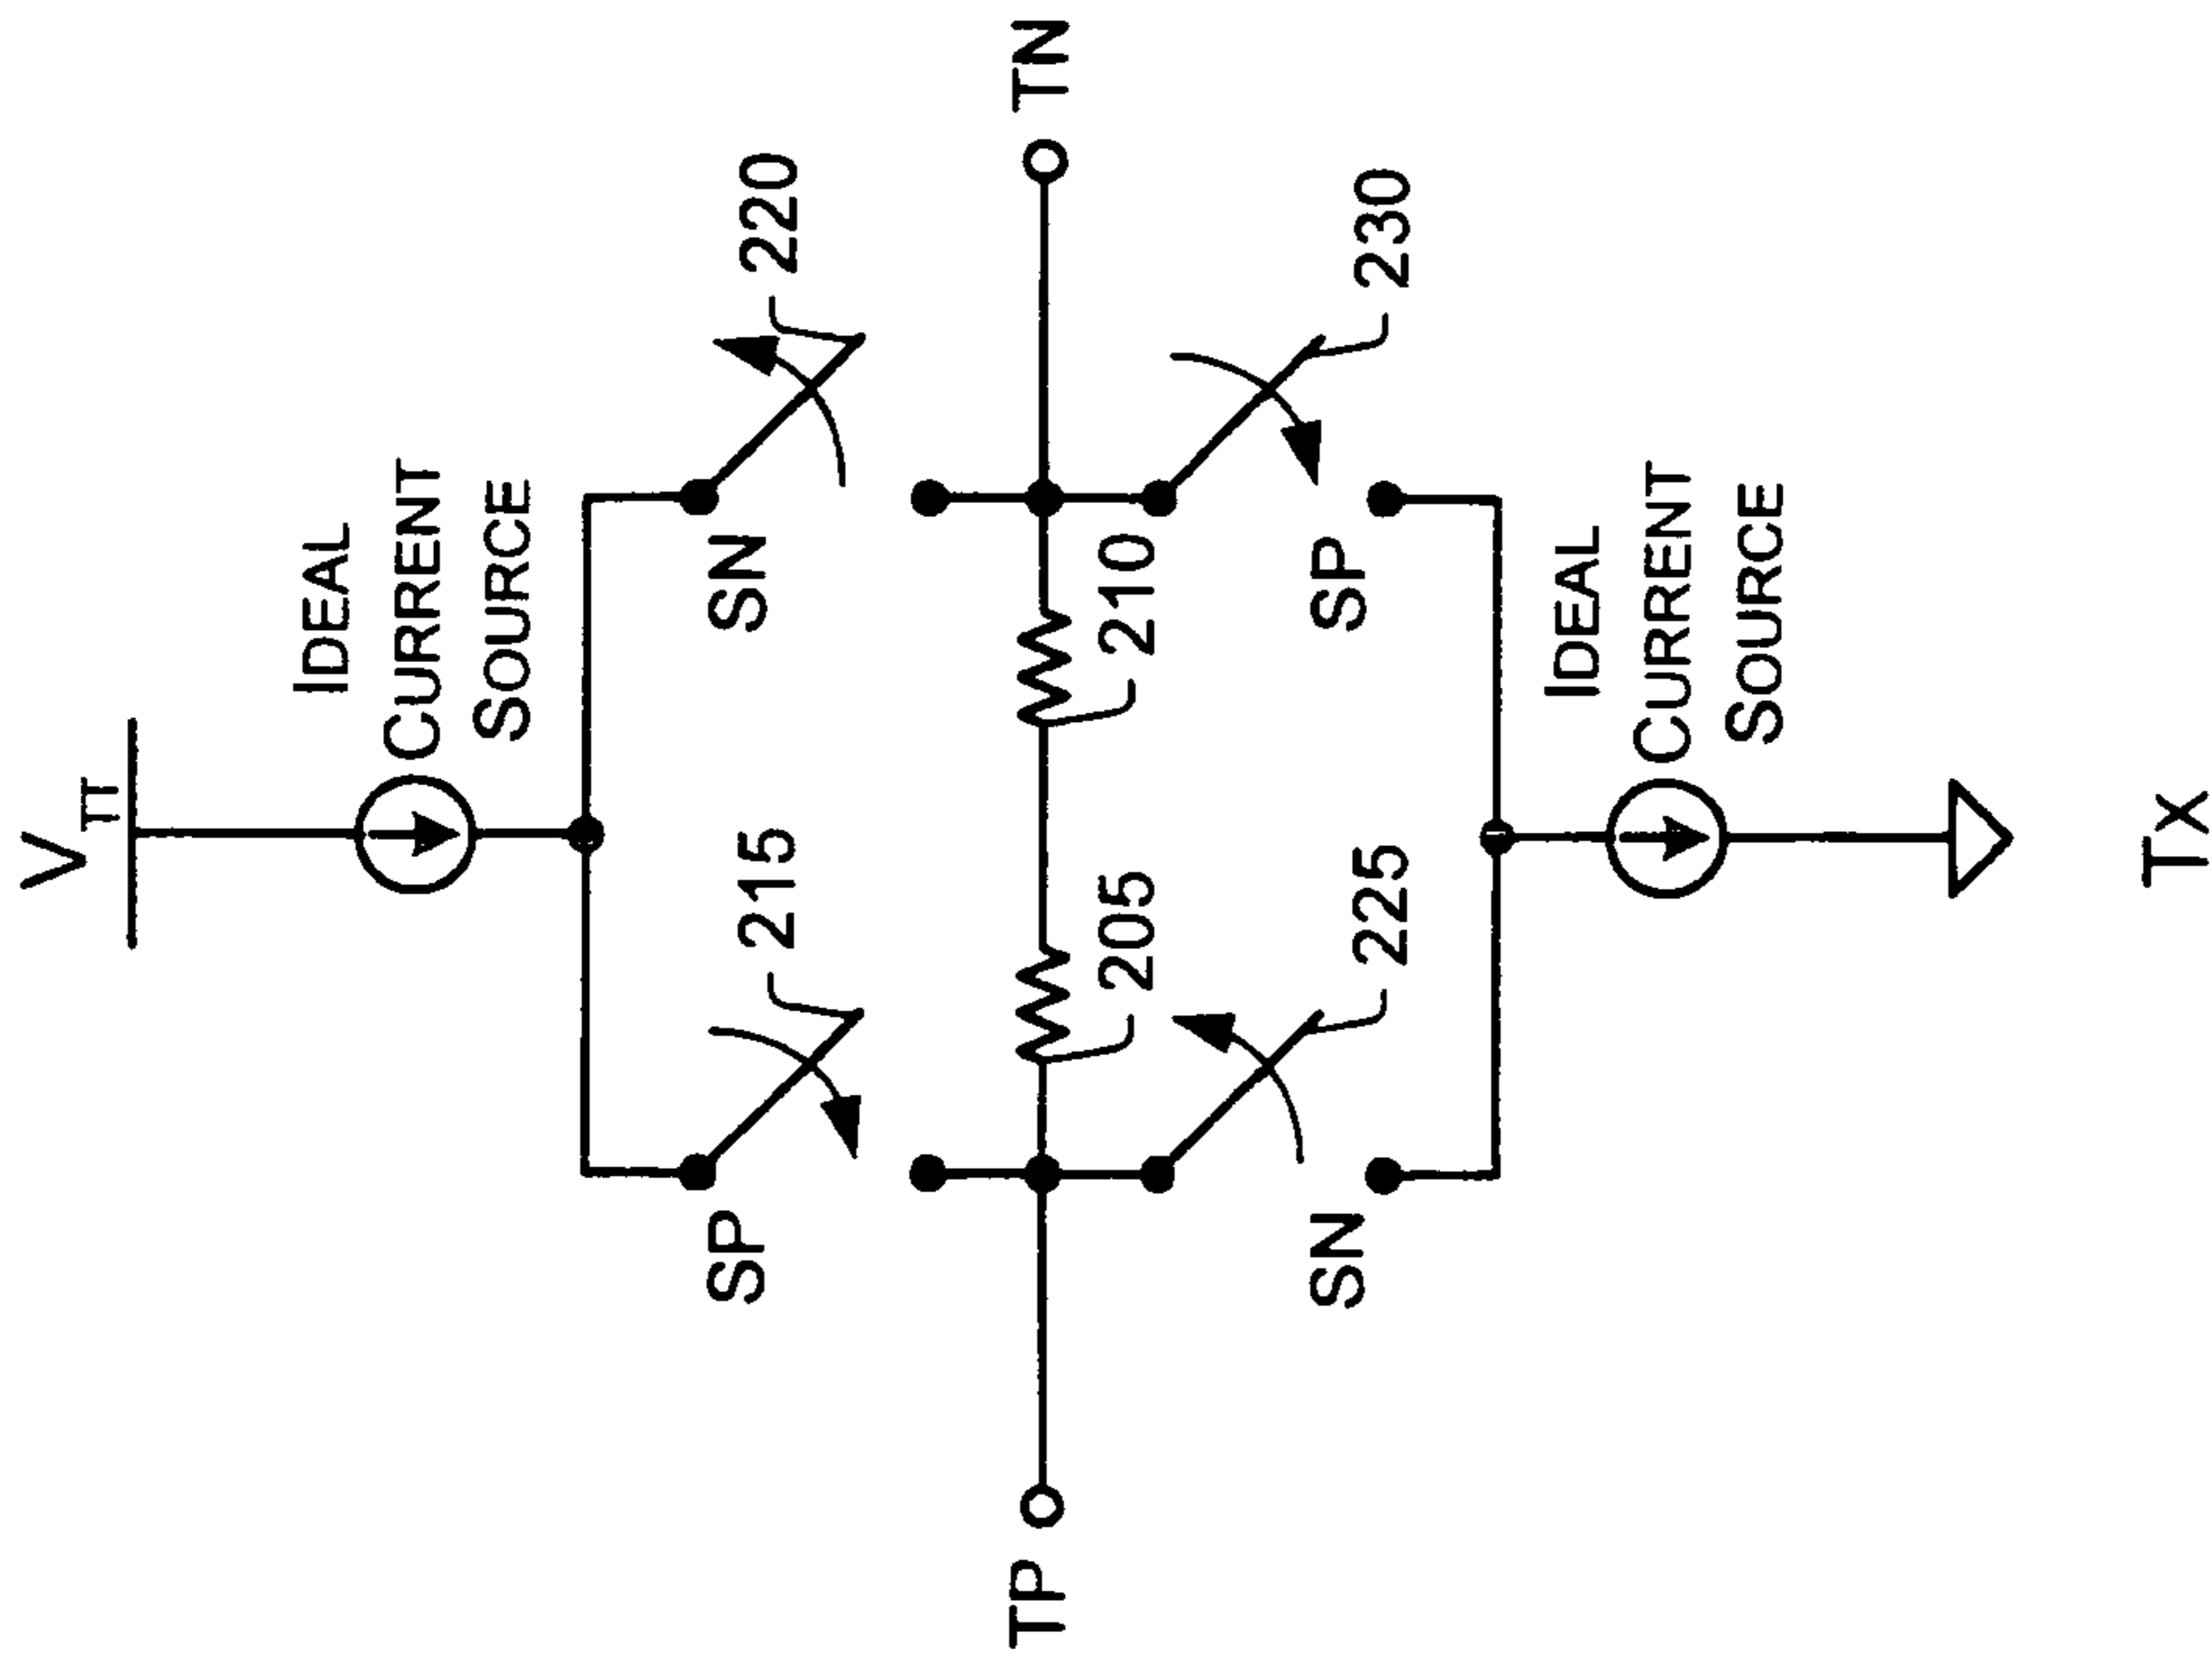 VTT
IDEAL
CURRENT
SOURCE
SP
215
SN
220
TP
205
210
TN
SN
225
SP
230
IDEAL
CURRENT
SOURCE
TX